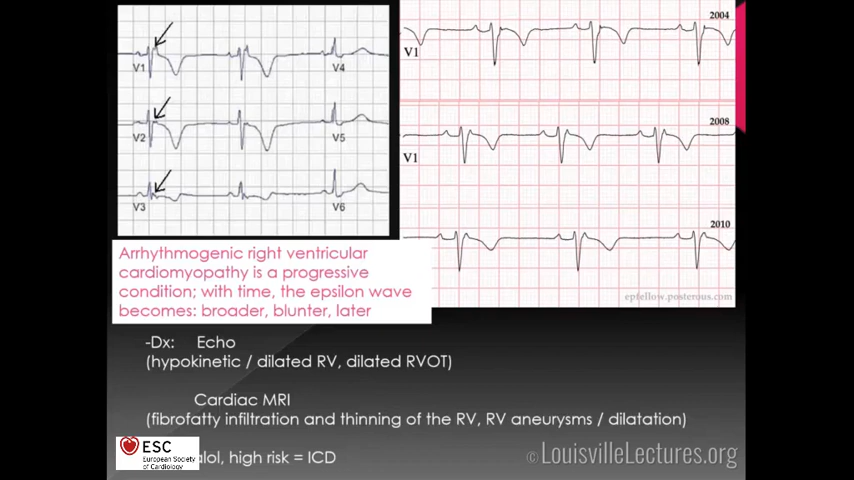 V1
V4
V2
V5
V3
V6
2004
V1
2008
V1
2010
epfellow.posterous.com
Arrhythmogenic right ventricular
cardiomyopathy is a progressive
condition; with time, the epsilon wave
becomes: broader, blunter, later
-Dx: Echo
(hypokinetic / dilated RV, dilated RVOT)
Cardiac MRI
(fibrofatty infiltration and thinning of the RV, RV aneurysms / dilatation)
alol, high risk = ICD
ESC
European Society
of Cardiology
© LouisvilleLectures.org